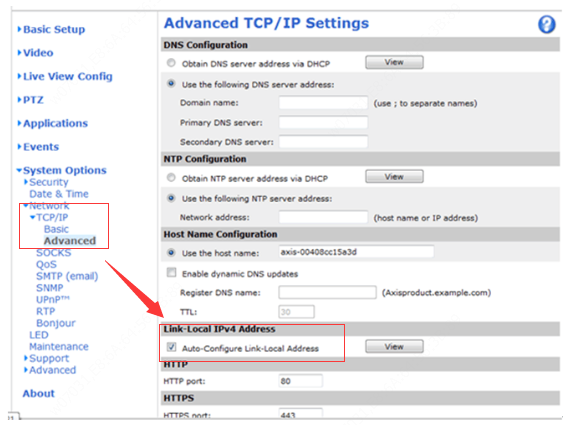 Basic Setup
Video
Live View Config
PTZ
Applications
Events
System Options
Security
Date & Time
Network
TCP/IP
Basic
Advanced
SOCKS
QoS
SMTP (email)
SNMP
UPnP™
RTP
Bonjour
LED
Maintenance
Support
Advanced
About
Advanced TCP/IP Settings
?
DNS Configuration
Obtain DNS server address via DHCP View
Use the following DNS server address:
Domain name: (use ; to separate names)
Primary DNS server:
Secondary DNS server:
NTP Configuration
Obtain NTP server address via DHCP View
Use the following NTP server address:
Network address: (host name or IP address)
Host Name Configuration
Use the host name: axis-00408cc15a3d
Enable dynamic DNS updates
Register DNS name: (Axisproduct.example.com)
TTL: 30
Link-Local IPv4 Address
Auto-Configure Link-Local Address View
HTTP
HTTP port: 80
HTTPS
HTTPS port: 443